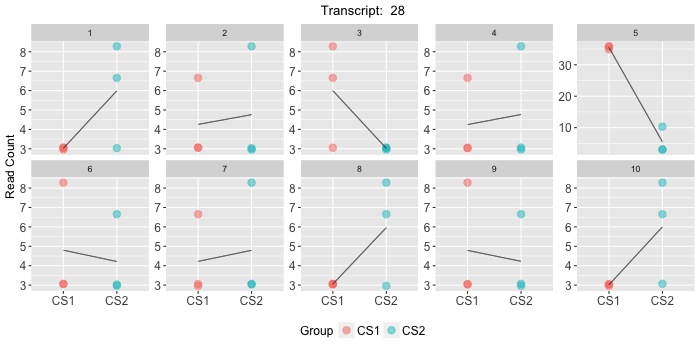 Transcript: 28
1 2 3 4 5
8 8 8 8
7 7 7 7 30
6 6 6 6
5 5 5 5 20
4 4 4 4 10
3 3 3 3
Read Count
6 7 8 9 10
8 8 8 8 8
7 7 7 7 7
6 6 6 6 6
5 5 5 5 5
4 4 4 4 4
3 3 3 3 3
CS1 CS2 CS1 CS2 CS1 CS2 CS1 CS2 CS1 CS2
Group CS1 CS2